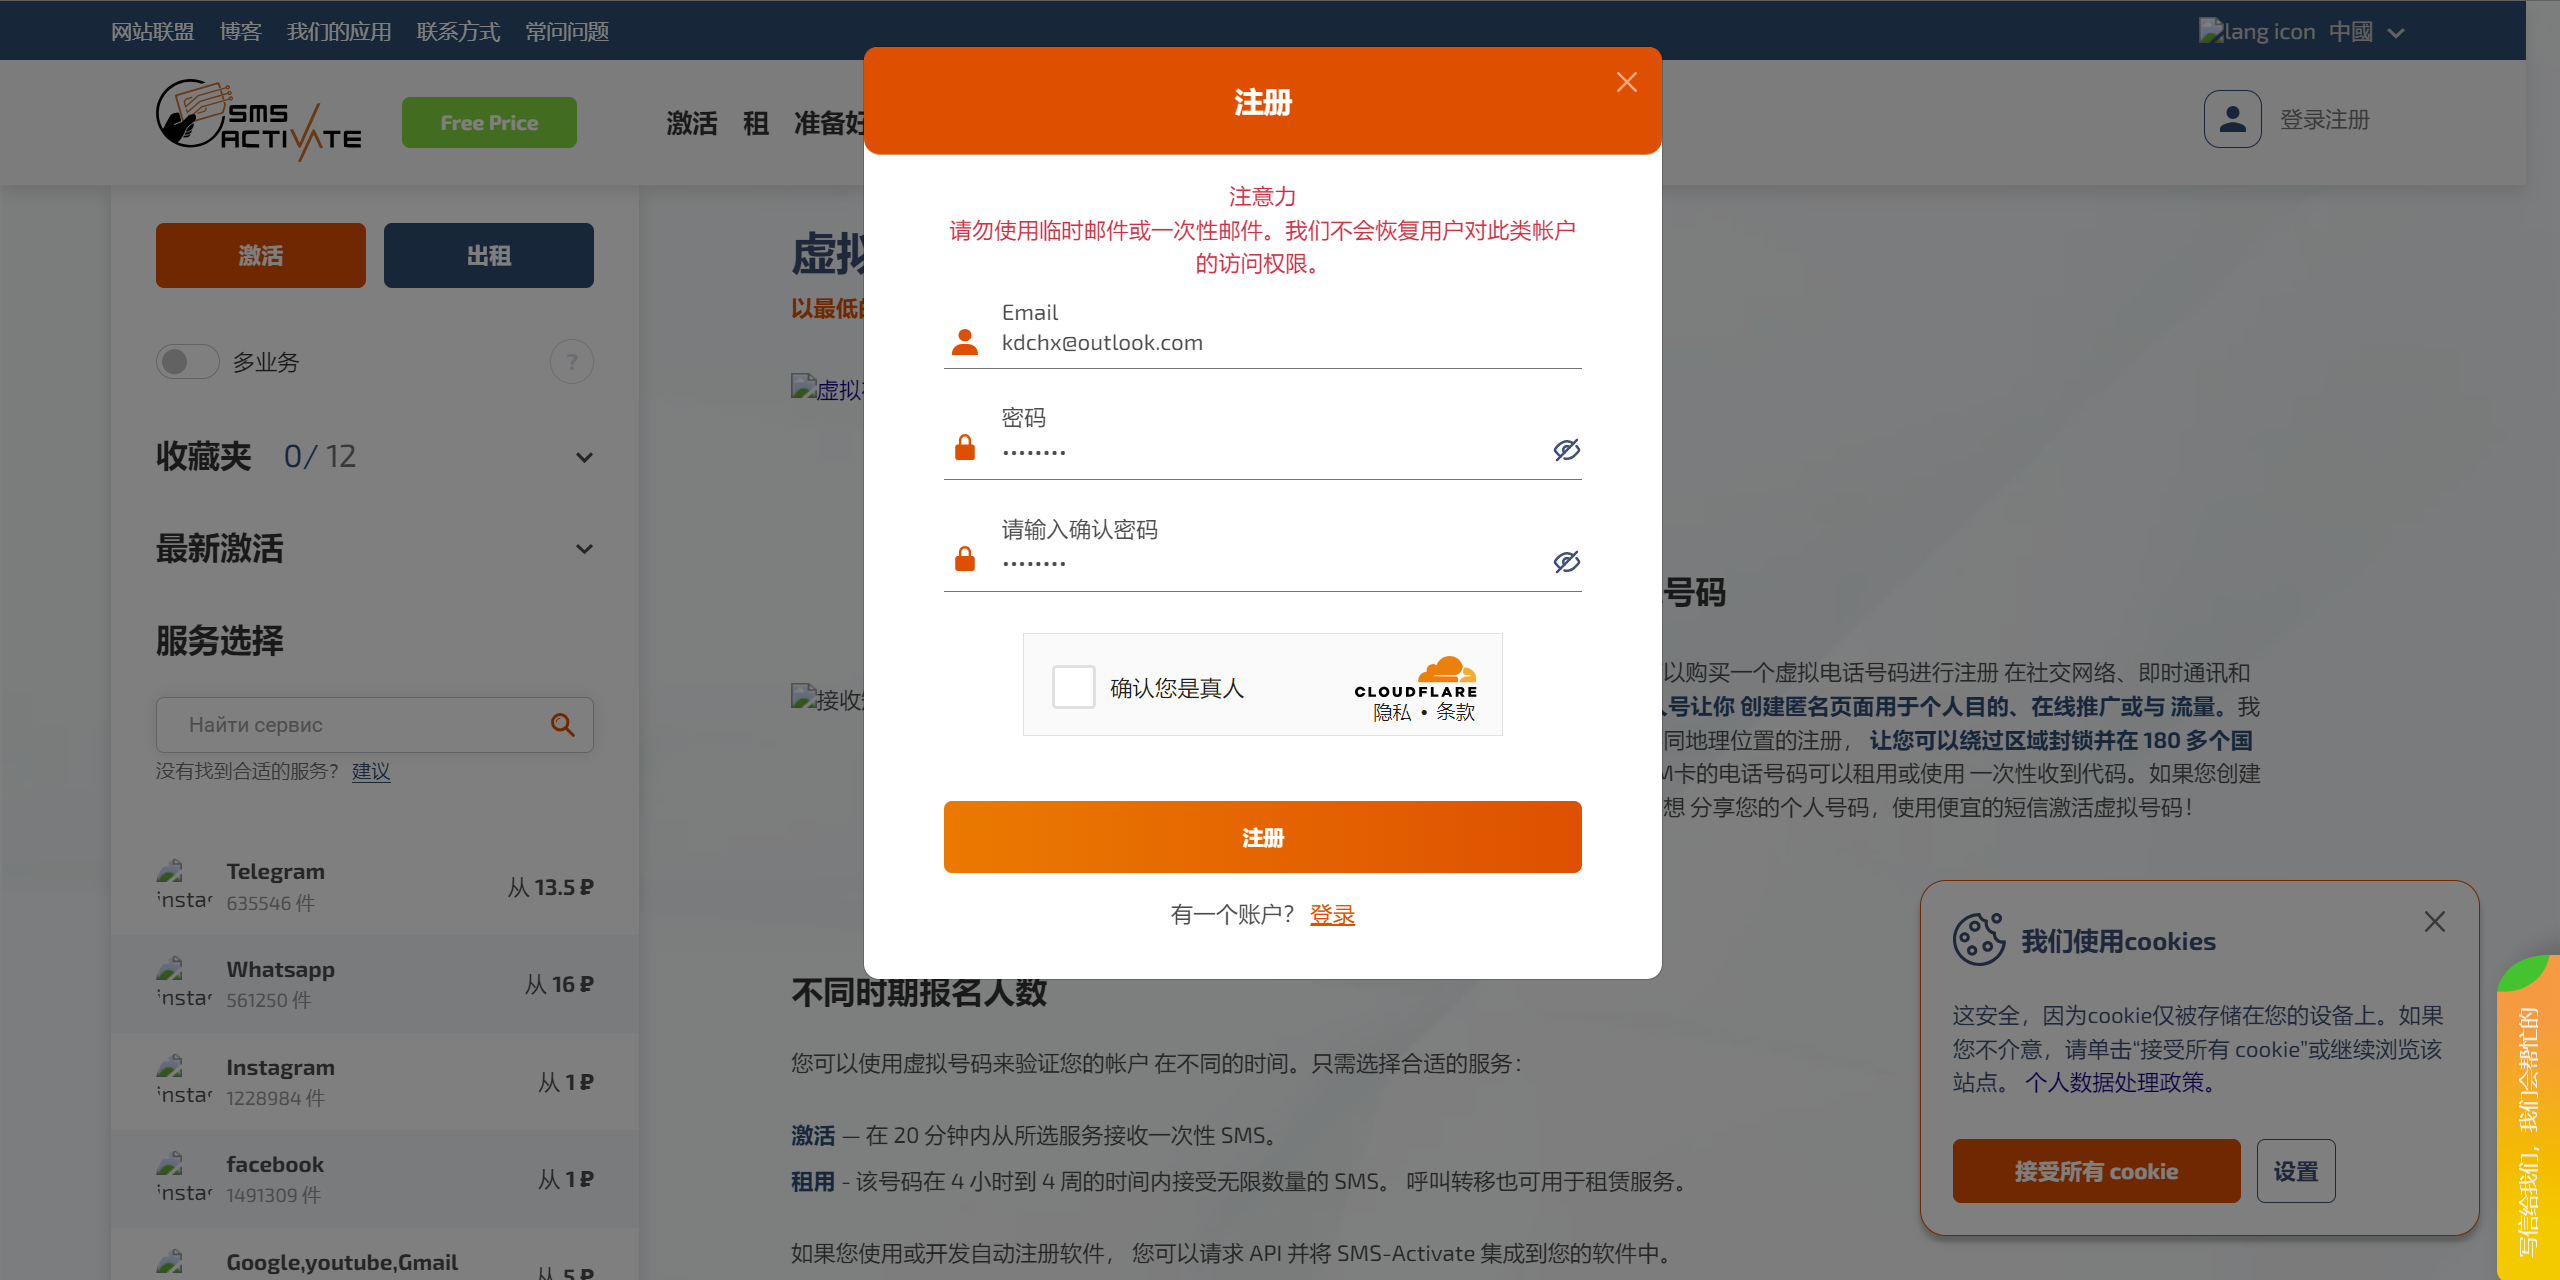 网站联盟 博客 我们的应用 联系方式 常问问题
lang icon 中國
SMS ACTIVATE
Free Price
激活 租 准备好
登录注册
激活
出租
多业务
?
收藏夹 0/ 12
最新激活
服务选择
Найти сервис
没有找到合适的服务? 建议
Telegram
635546 件
从 13.5 ₽
Whatsapp
561250 件
从 16 ₽
Instagram
1228984 件
从 1 ₽
facebook
1491309 件
从 1 ₽
Google,youtube,Gmail
从 5 ₽
insta
insta
insta
insta
虚拟
以最低
虚拟
接收
注册
注意力
请勿使用临时邮件或一次性邮件。我们不会恢复用户对此类帐户
的访问权限。
Email
kdchx@outlook.com
密码
••••••••
请输入确认密码
••••••••
确认您是真人
CLOUDFLARE
隐私 • 条款
注册
有一个账户? 登录
号码
以购买一个虚拟电话号码进行注册 在社交网络、即时通讯和
号让你 创建匿名页面用于个人目的、在线推广或与 流量。我
同地理位置的注册， 让您可以绕过区域封锁并在 180 多个国
M卡的电话号码可以租用或使用 一次性收到代码。如果您创建
想 分享您的个人号码，使用便宜的短信激活虚拟号码！
不同时期报名人数
您可以使用虚拟号码来验证您的帐户 在不同的时间。只需选择合适的服务：
激活 — 在 20 分钟内从所选服务接收一次性 SMS。
租用 - 该号码在 4 小时到 4 周的时间内接受无限数量的 SMS。 呼叫转移也可用于租赁服务。
如果您使用或开发自动注册软件， 您可以请求 API 并将 SMS-Activate 集成到您的软件中。
我们使用cookies
这安全，因为cookie仅被存储在您的设备上。如果
您不介意，请单击“接受所有 cookie”或继续浏览该
站点。 个人数据处理政策。
接受所有 cookie
设置
写信给我们，我们会帮忙的